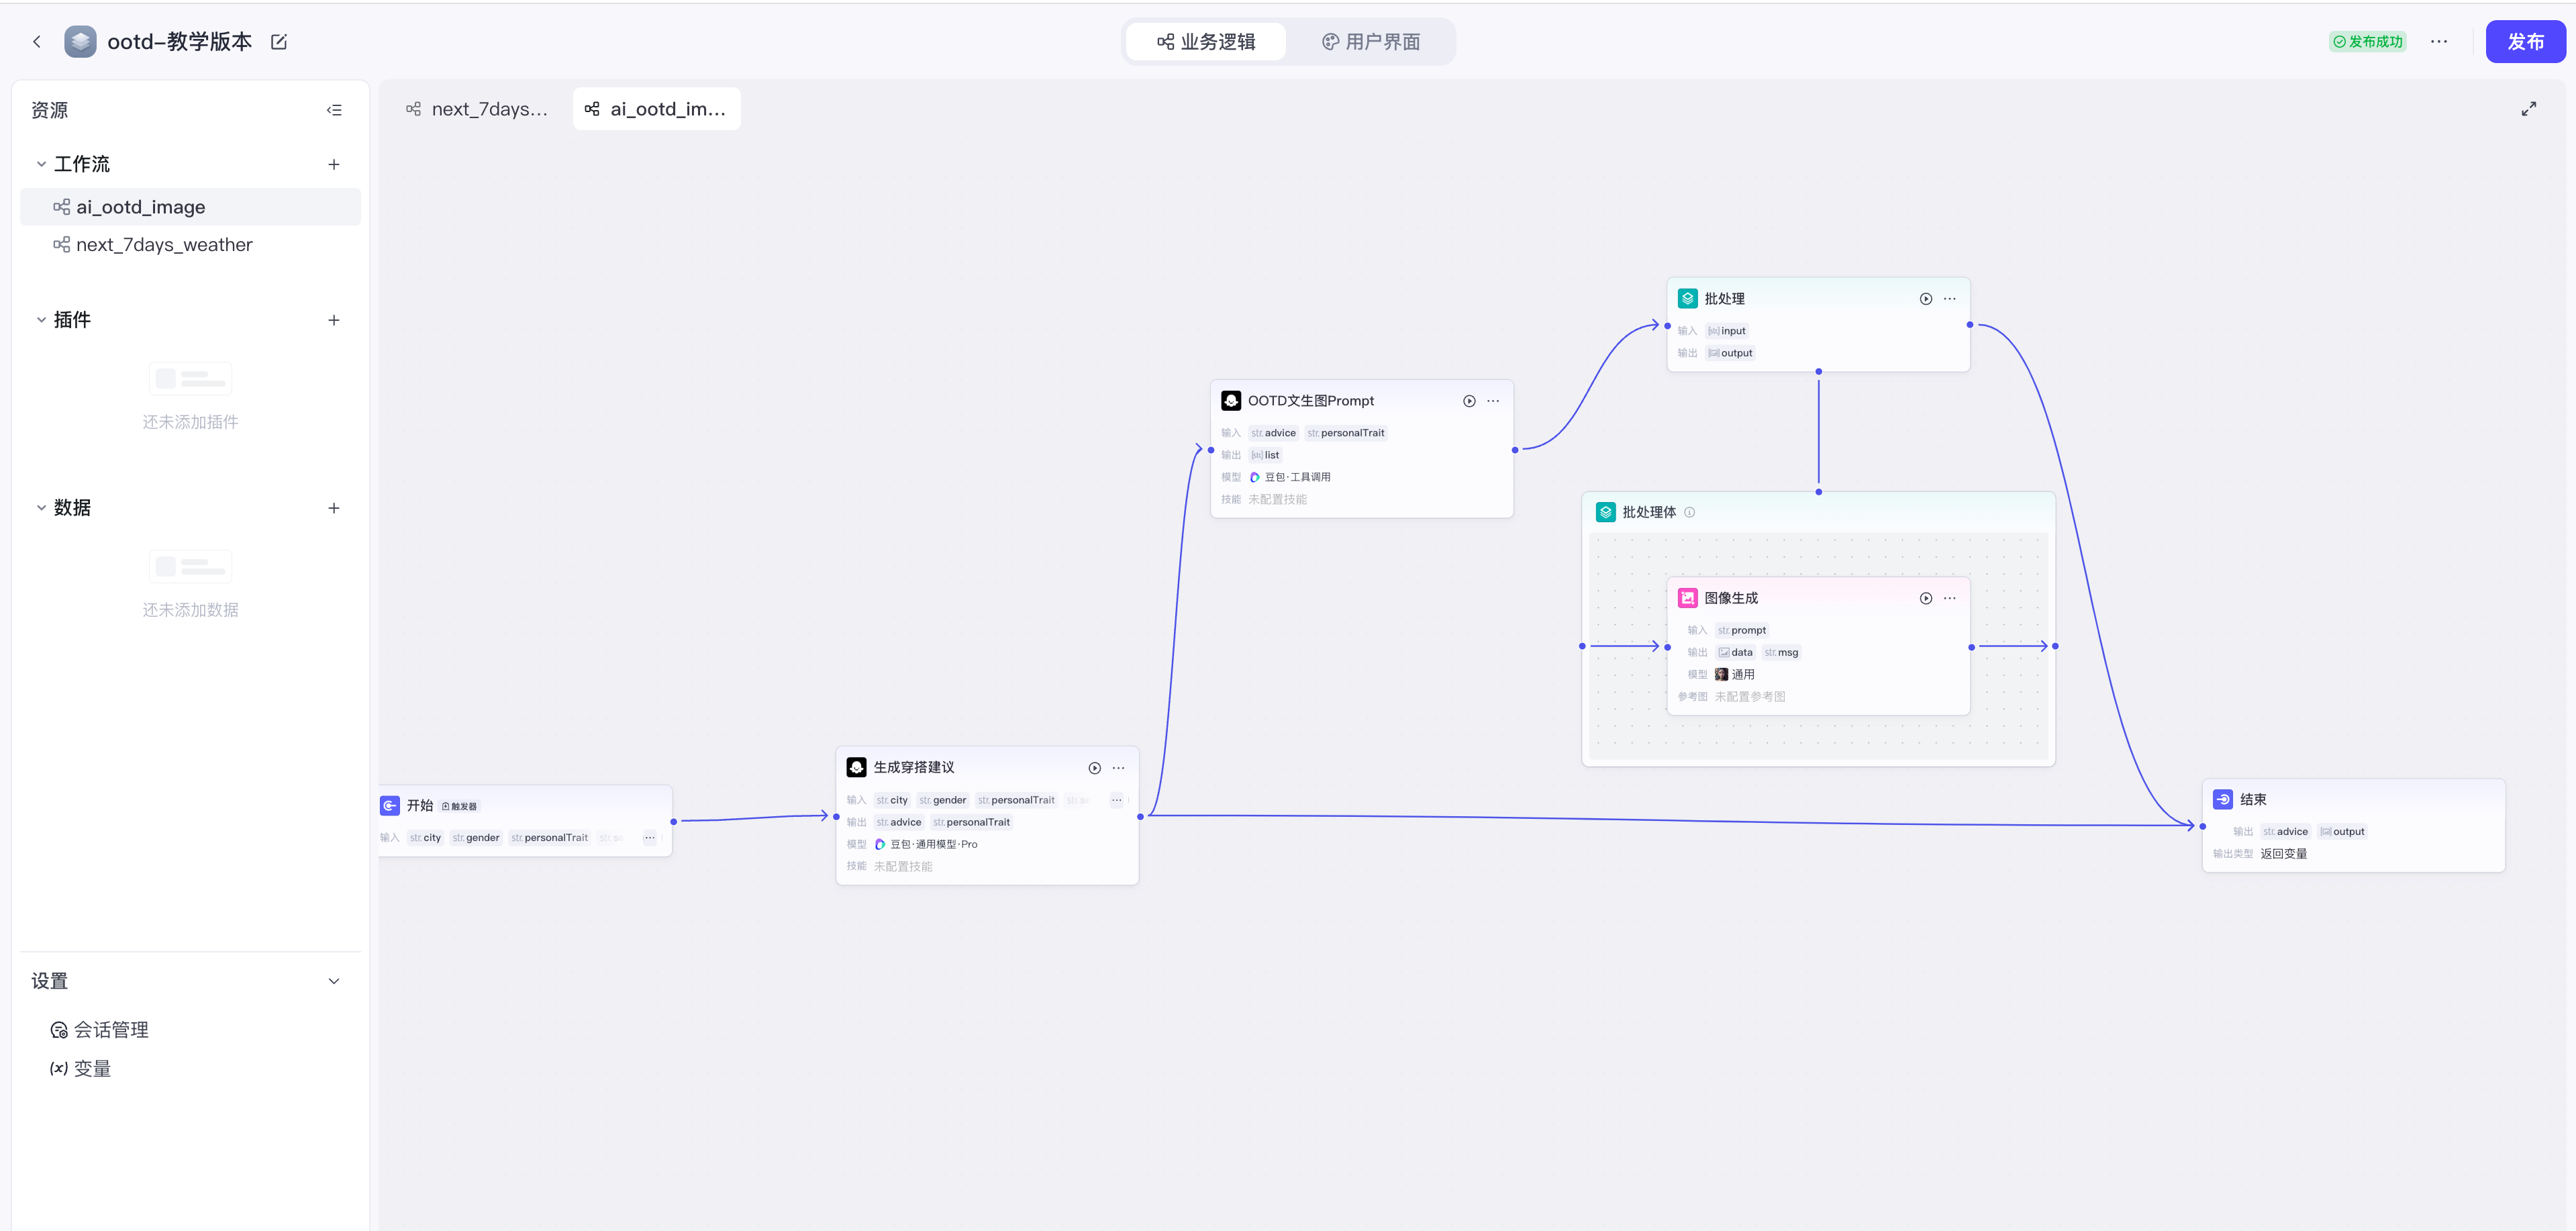 ootd-教学版本
业务逻辑
用户界面
发布成功
发布
资源
工作流
ai_ootd_image
next_7days_weather
插件
还未添加插件
数据
还未添加数据
设置
会话管理
(x) 变量
next_7days...
ai_ootd_im...
开始 触发器
输入 str. city str. gender str. personalTrait
生成穿搭建议
输入 str. city str. gender str. personalTrait
输出 str. advice str. personalTrait
模型 豆包·通用模型·Pro
技能 未配置技能
OOTD文生图Prompt
输入 str. advice str. personalTrait
输出 list
模型 豆包·工具调用
技能 未配置技能
批处理
输入 input
输出 output
批处理体
图像生成
输入 str. prompt
输出 data str. msg
模型 通用
参考图 未配置参考图
结束
输出 str. advice output
输出类型 返回变量